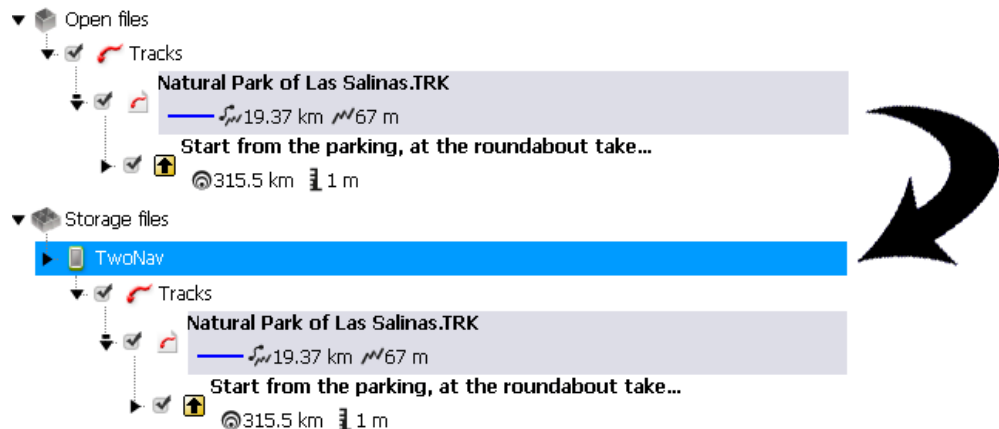 Open files
Tracks
Natural Park of Las Salinas.TRK
19.37 km 67 m
Start from the parking, at the roundabout take...
315.5 km 1 m
Storage files
TwoNav
Tracks
Natural Park of Las Salinas.TRK
19.37 km 67 m
Start from the parking, at the roundabout take...
315.5 km 1 m